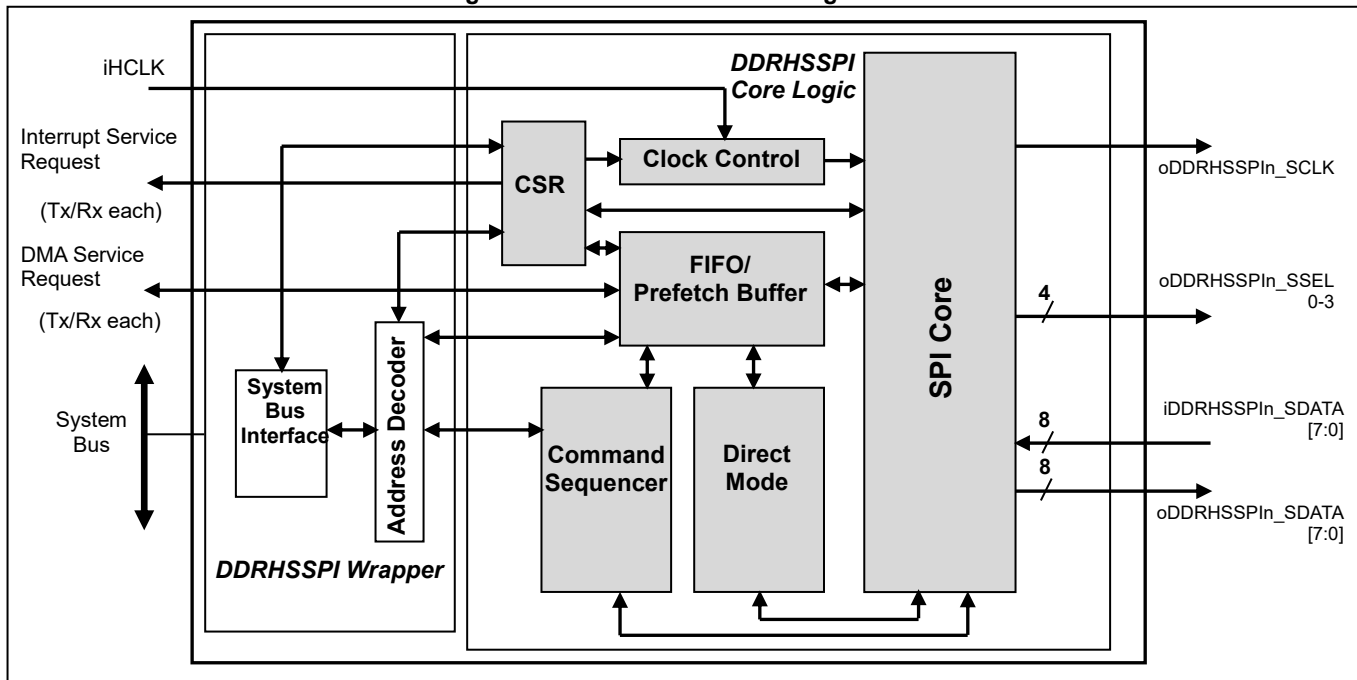 iHCLK
Interrupt Service
Request
(Tx/Rx each)
DMA Service
Request
(Tx/Rx each)
System
Bus
System
Bus
Interface
Address Decoder
DDRHSSPI Wrapper
DDRHSSPI
Core Logic
CSR
Clock Control
FIFO/
Prefetch Buffer
Command
Sequencer
Direct
Mode
SPI Core
oDDRHSSPIn_SCLK
4
oDDRHSSPIn_SSEL
0-3
8
iDDRHSSPIn_SDATA
[7:0]
8
oDDRHSSPIn_SDATA
[7:0]